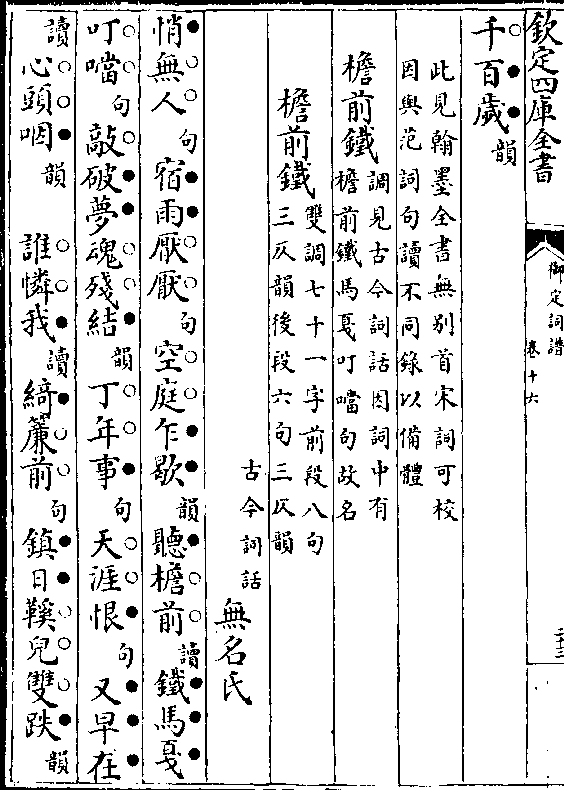 欽定四庫全書
御定詞譜
卷十六
二十三
千百歲韻
此見翰墨全書無別首宋詞可校
因與范詞句讀不同錄以備體
檐前鐵調見古今詞話因詞中有
檐前鐵馬戛叮噹句故名
檐前鐵雙調七十一字前段八句
三仄韻後段六句三仄韻
古今詞話
無名氏
悄無人句宿雨厭厭句空庭乍歇韻聽檐前讀鐵馬戛
叮噹句敲破夢魂殘結韻丁年事句天涯恨句又早在
讀心頭咽韻 誰憐我讀綺簾前句鎮日鞵兒雙跌韻